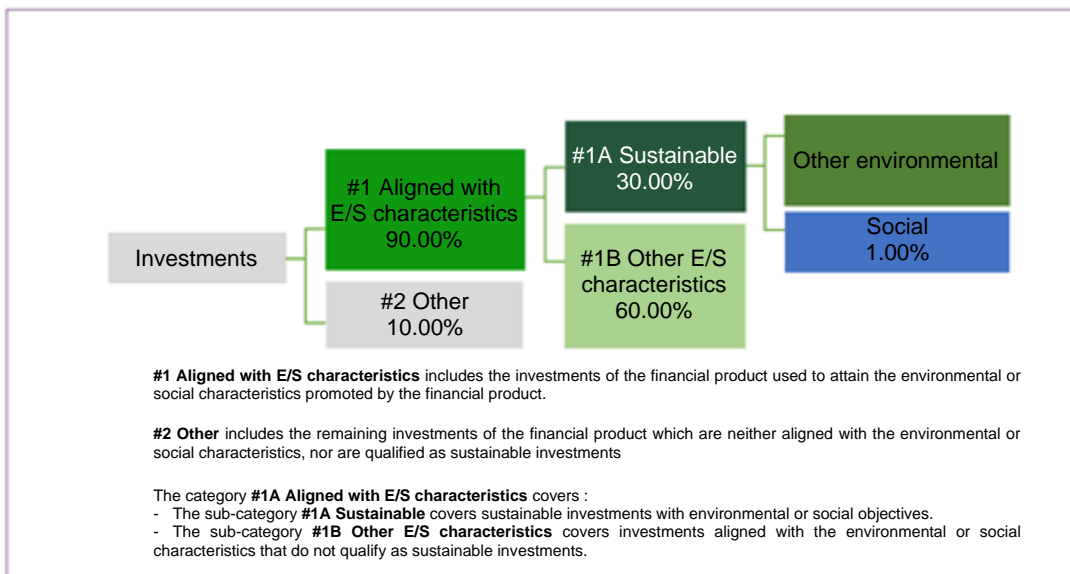 Investments
#1 Aligned with
E/S characteristics
90.00%
#2 Other
10.00%
#1A Sustainable
30.00%
#1B Other E/S
characteristics
60.00%
Other environmental
Social
1.00%
#1 Aligned with E/S characteristics includes the investments of the financial product used to attain the environmental or
social characteristics promoted by the financial product.
#2 Other includes the remaining investments of the financial product which are neither aligned with the environmental or
social characteristics, nor are qualified as sustainable investments
The category #1A Aligned with E/S characteristics covers :
- The sub-category #1A Sustainable covers sustainable investments with environmental or social objectives.
- The sub-category #1B Other E/S characteristics covers investments aligned with the environmental or social
characteristics that do not qualify as sustainable investments.